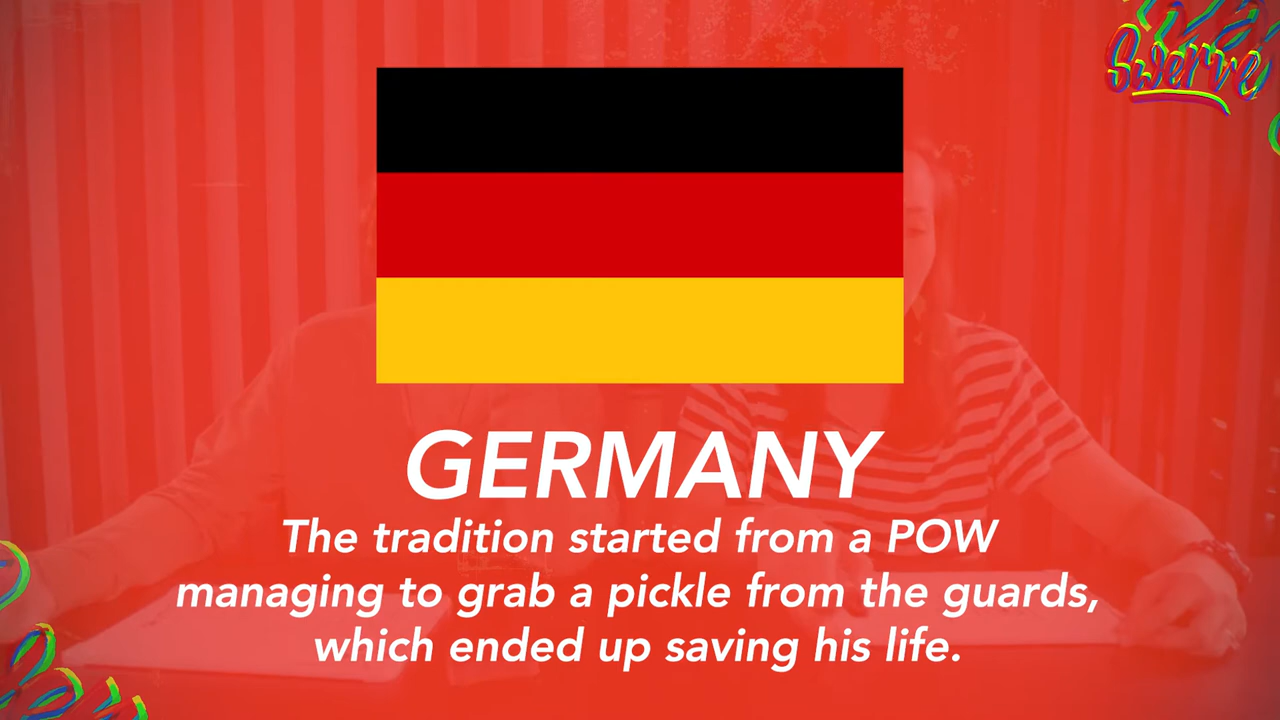 Swerve
GERMANY
The tradition started from a POW
managing to grab a pickle from the guards,
which ended up saving his life.